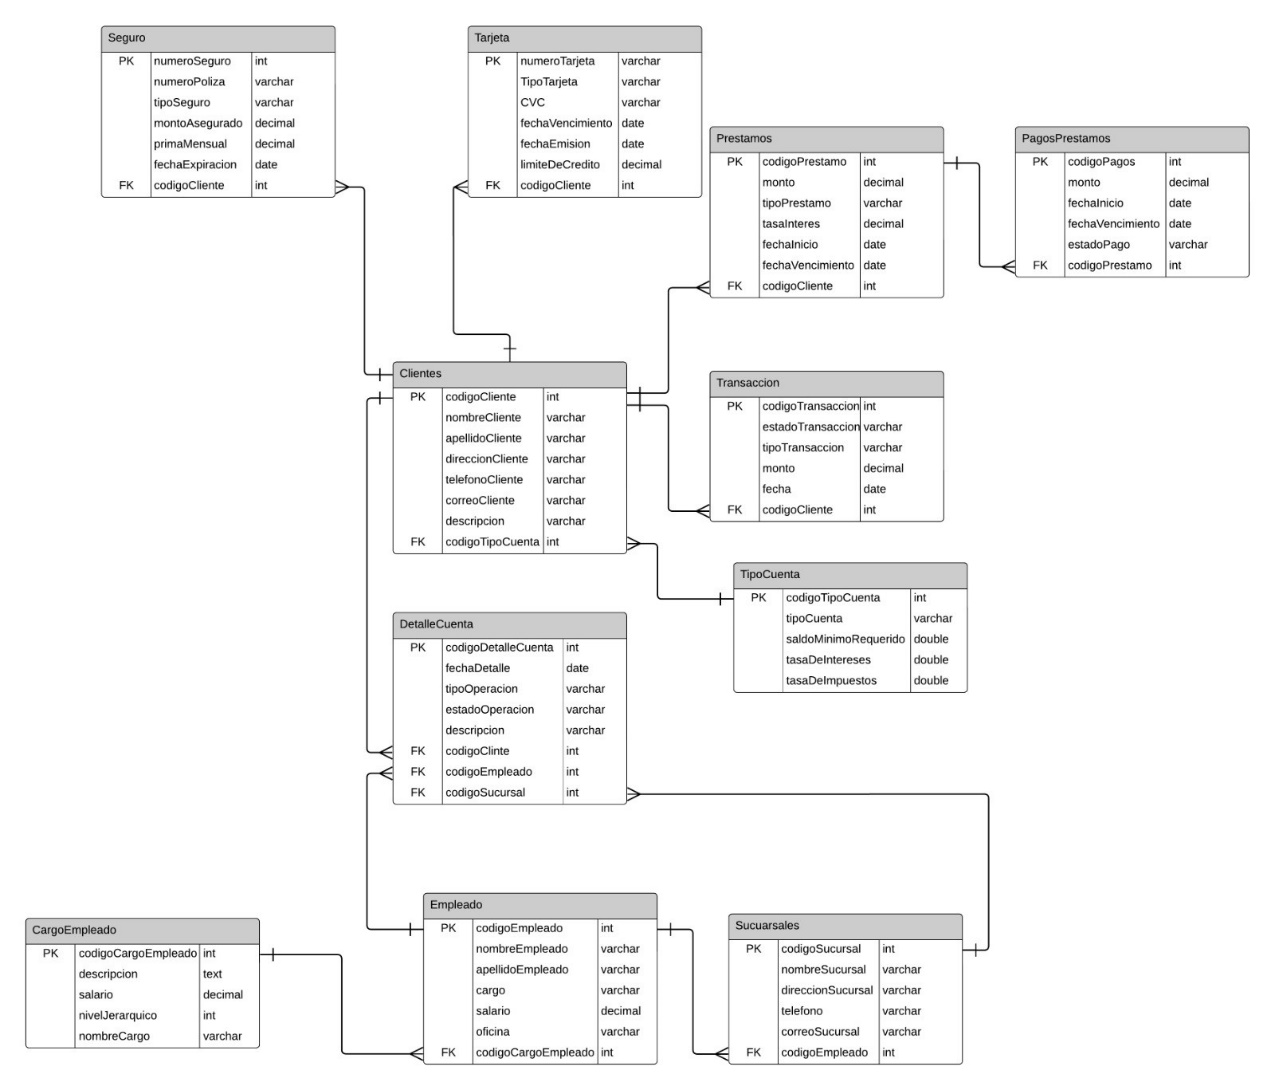 Seguro
PK numeroSeguro int
numeroPoliza varchar
tipoSeguro varchar
montoAsegurado decimal
primaMensual decimal
fechaExpiracion date
FK codigoCliente int
Tarjeta
PK numeroTarjeta varchar
TipoTarjeta varchar
CVC varchar
fechaVencimiento date
fechaEmision date
limiteDeCredito decimal
FK codigoCliente int
Prestamos
PK codigoPrestamo int
monto decimal
tipoPrestamo varchar
tasaInteres decimal
fechaInicio date
fechaVencimiento date
FK codigoCliente int
PagosPrestamos
PK codigoPagos int
monto decimal
fechaInicio date
fechaVencimiento date
estadoPago varchar
FK codigoPrestamo int
Clientes
PK codigoCliente int
nombreCliente varchar
apellidoCliente varchar
direccionCliente varchar
telefonoCliente varchar
correoCliente varchar
descripcion varchar
FK codigoTipoCuenta int
Transaccion
PK codigoTransaccion int
estadoTransaccion varchar
tipoTransaccion varchar
monto decimal
fecha date
FK codigoCliente int
TipoCuenta
PK codigoTipoCuenta int
tipoCuenta varchar
saldoMinimoRequerido double
tasaDeIntereses double
tasaDeImpuestos double
DetalleCuenta
PK codigoDetalleCuenta int
fechaDetalle date
tipoOperacion varchar
estadoOperacion varchar
descripcion varchar
FK codigoClinte int
FK codigoEmpleado int
FK codigoSucursal int
CargoEmpleado
PK codigoCargoEmpleado int
descripcion text
salario decimal
nivelJerarquico int
nombreCargo varchar
Empleado
PK codigoEmpleado int
nombreEmpleado varchar
apellidoEmpleado varchar
cargo varchar
salario decimal
oficina varchar
FK codigoCargoEmpleado int
Sucuarsales
PK codigoSucursal int
nombreSucursal varchar
direccionSucursal varchar
telefono varchar
correoSucursal varchar
FK codigoEmpleado int